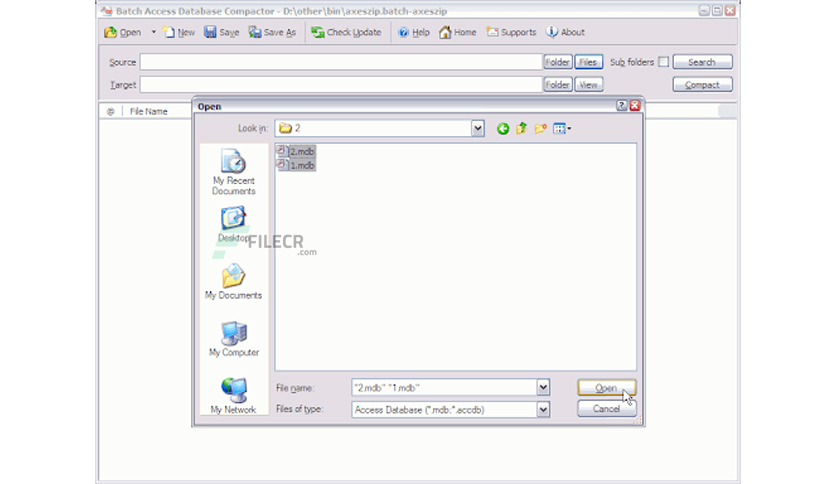 Batch Access Database Compactor - D:\other\bin\axeszip.batch-axeszip
Open New Save Save As Check Update Help Home Supports About
Source Folder Files Sub folders Search
Target Folder View Compact
@ File Name
Open
Look in: 2
2.mdb
1.mdb
My Recent
Documents
Desktop
FILECR
.com
My Documents
My Computer
My Network
File name: "2.mdb" "1.mdb" Open
Files of type: Access Database (*.mdb;*.accdb) Cancel